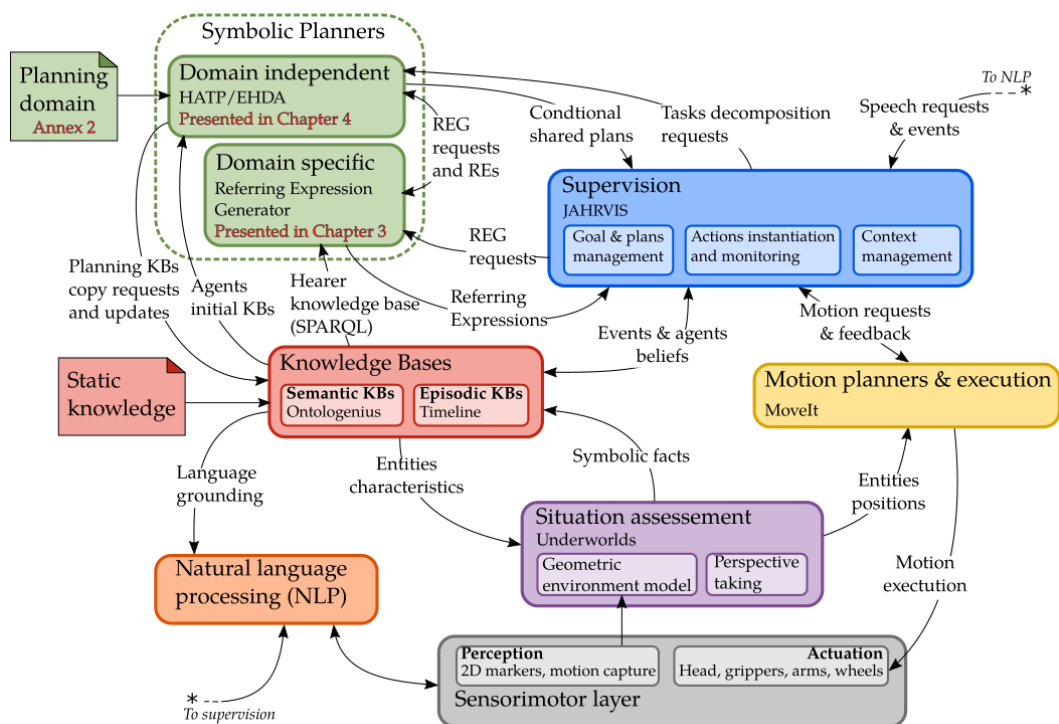 Symbolic Planners
Planning
domain
Annex 2
Domain independent
HATP/EHDA
Presented in Chapter 4
Domain specific
Referring Expression
Generator
Presented in Chapter 3
REG
requests
and REs
Condtional
shared plans
Tasks decomposition
requests
To NLP
*
Speech requests
& events
Supervision
JAHRVIS
Goal & plans
management
Actions instantiation
and monitoring
Context
management
REG
requests
Planning KBs
copy requests
and updates
Agents
initial KBs
Hearer
knowledge base
(SPARQL)
Referring
Expressions
Events & agents
beliefs
Motion requests
& feedback
Static
knowledge
Knowledge Bases
Semantic KBs
Ontologenius
Episodic KBs
Timeline
Motion planners & execution
MoveIt
Language
grounding
Entities
characteristics
Symbolic facts
Entities
positions
Situation assessement
Underworlds
Geometric
environment model
Perspective
taking
Natural language
processing (NLP)
Motion
exectution
Perception
2D markers, motion capture
Actuation
Head, grippers, arms, wheels
Sensorimotor layer
*
To supervision